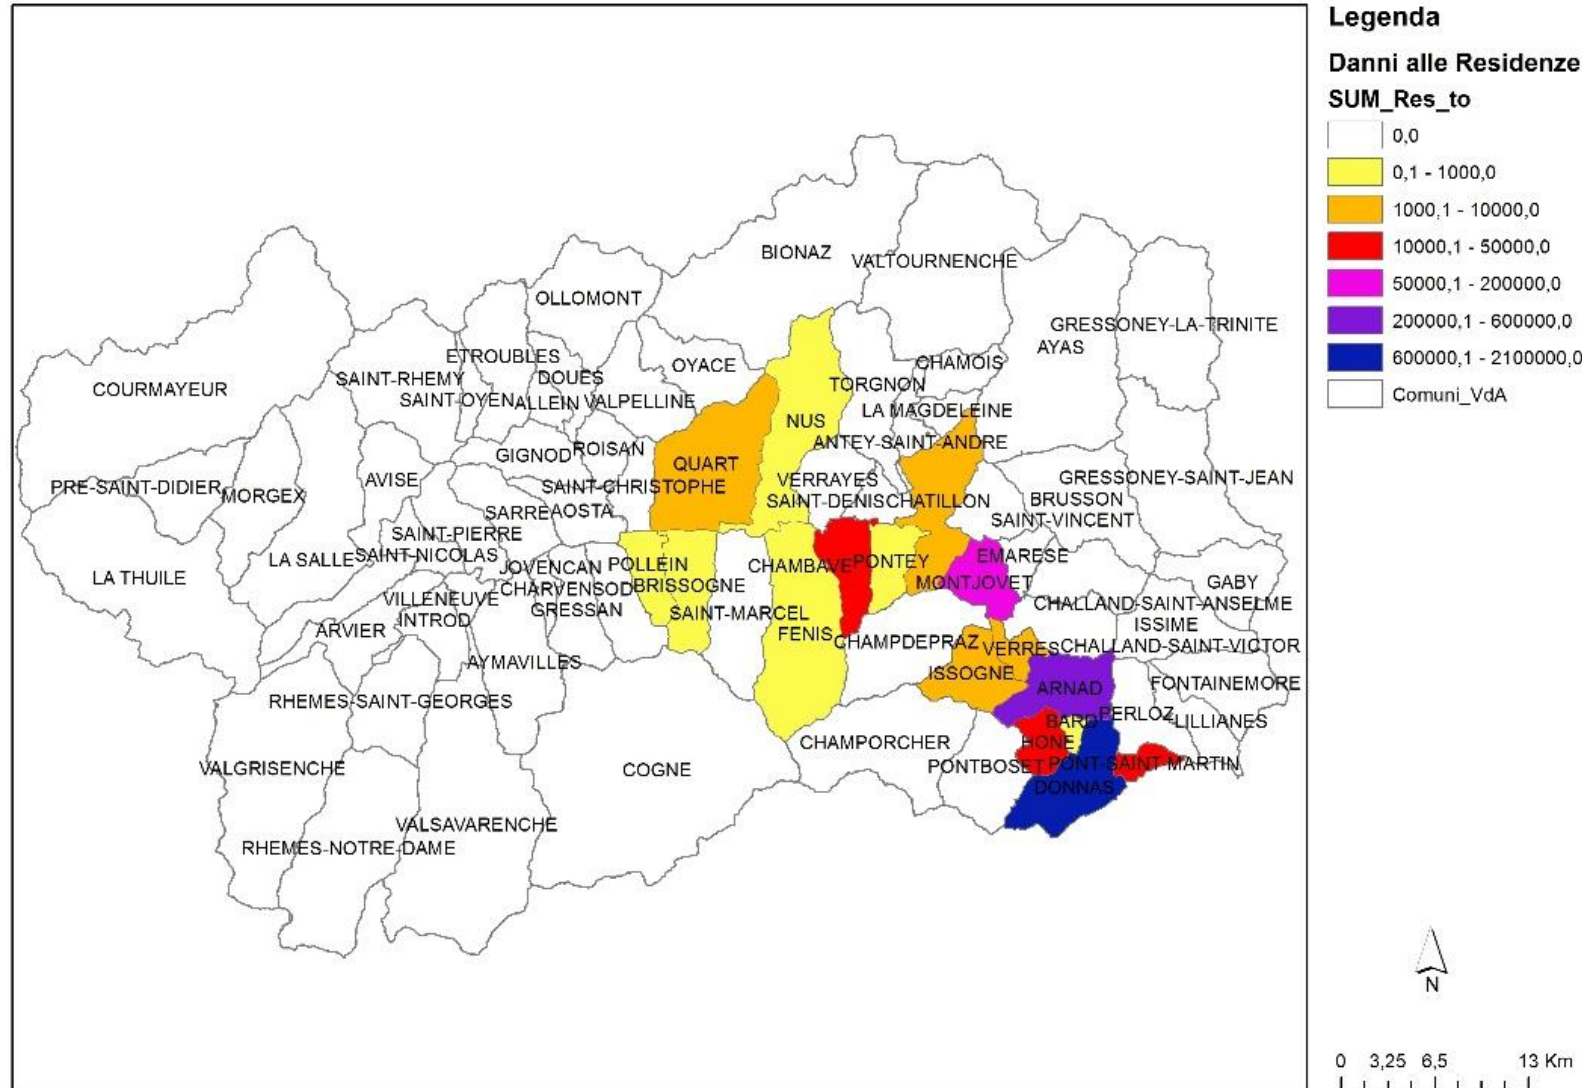 Legenda
Danni alle Residenze
SUM_Res_to
0,0
0,1 - 1000,0
1000,1 - 10000,0
10000,1 - 50000,0
50000,1 - 200000,0
200000,1 - 600000,0
600000,1 - 2100000,0
Comuni_VdA
BIONAZ
VALTOURNENCHE
OLLOMONT
GRESSONEY-LA-TRINITE
AYAS
ETROUBLES
CHAMOIS
OYACE
SAINT-RHEMY
DOUES
TORGNON
COURMAYEUR
SAINT-OYEN
ALLEIN
VALPELLINE
LA MAGDELEINE
NUS
ANTEY-SAINT-ANDRE
GIGNOD
ROISAN
QUART
AVISE
VERRAYES
GRESSONEY-SAINT-JEAN
PRE-SAINT-DIDIER
MORGEX
SAINT-CHRISTOPHE
SAINT-DENIS
CHATILLON
BRUSSON
SARRE
AOSTA
SAINT-VINCENT
SAINT-PIERRE
LA SALLE
SAINT-NICOLAS
EMARESE
LA THUILE
JOVENCAN
POLLEIN
CHAMBAVE
PONTEY
CHARVENSOD
BRISSOGNE
MONTJOVET
GABY
VILLENEUVE
GRESSAN
SAINT-MARCEL
CHALLAND-SAINT-ANSELME
INTROD
ISSIME
ARVIER
FENIS
CHAMPDEPRAZ
VERRES
CHALLAND-SAINT-VICTOR
AYMAVILLES
ISSOGNE
ARNAD
FONTAINEMORE
RHEMES-SAINT-GEORGES
PERLOZ
BARD
LILLIANES
CHAMPORCHER
HONE
VALGRISENCHE
COGNE
PONTBOSET
PONT-SAINT MARTIN
DONNAS
VALSAVARENCHE
RHEMES-NOTRE-DAME
N
0 3,25 6,5 13 Km